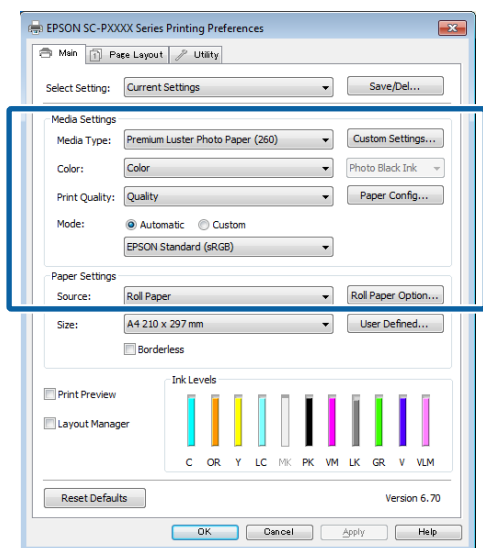 EPSON SC-PXXXX Series Printing Preferences
Main Page Layout Utility
Select Setting: Current Settings Save/Del...
Media Settings
Media Type: Premium Luster Photo Paper (260) Custom Settings...
Color: Color Photo Black Ink
Print Quality: Quality Paper Config...
Mode: Automatic Custom
EPSON Standard (sRGB)
Paper Settings
Source: Roll Paper Roll Paper Option...
Size: A4 210 x 297 mm User Defined...
Borderless
Ink Levels
Print Preview
Layout Manager
C OR Y LC MK PK VM LK GR V VLM
Reset Defaults Version 6.70
OK Cancel Apply Help